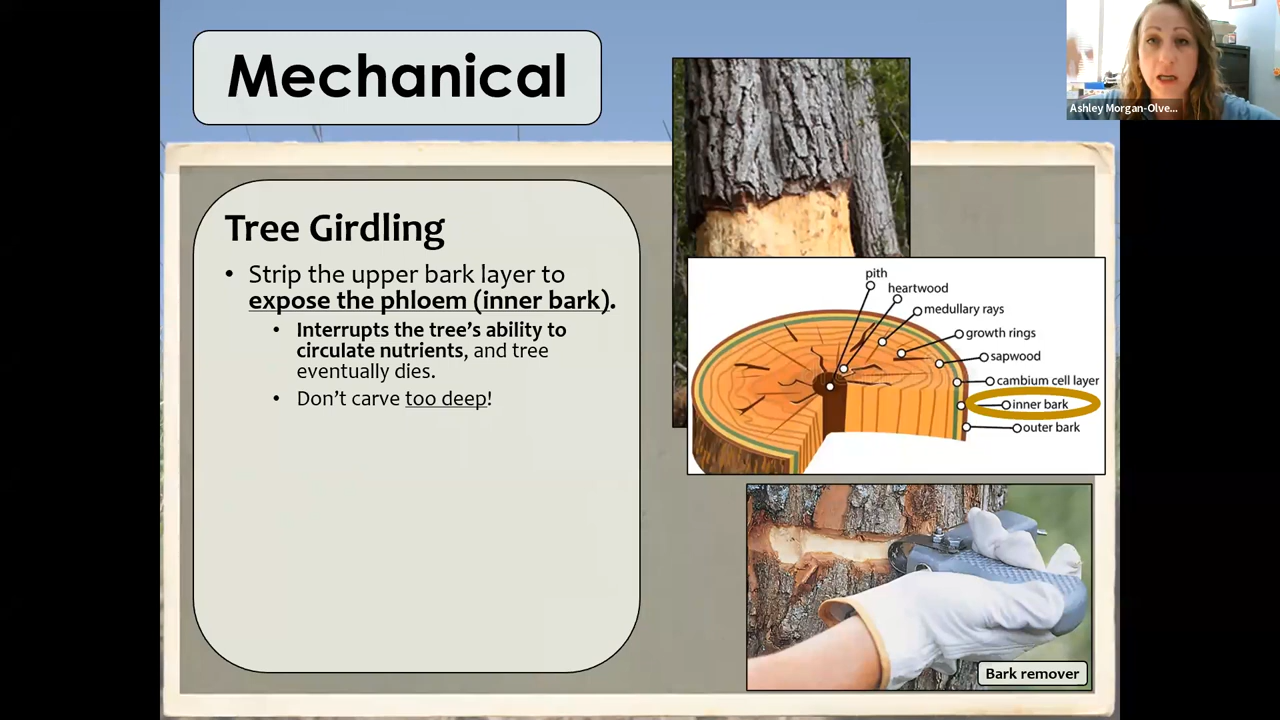 Mechanical
Ashley Morgan-Olve...
Tree Girdling
• Strip the upper bark layer to
expose the phloem (inner bark).
• Interrupts the tree's ability to
circulate nutrients, and tree
eventually dies.
• Don't carve too deep!
pith
heartwood
medullary rays
growth rings
sapwood
cambium cell layer
inner bark
outer bark
Bark remover